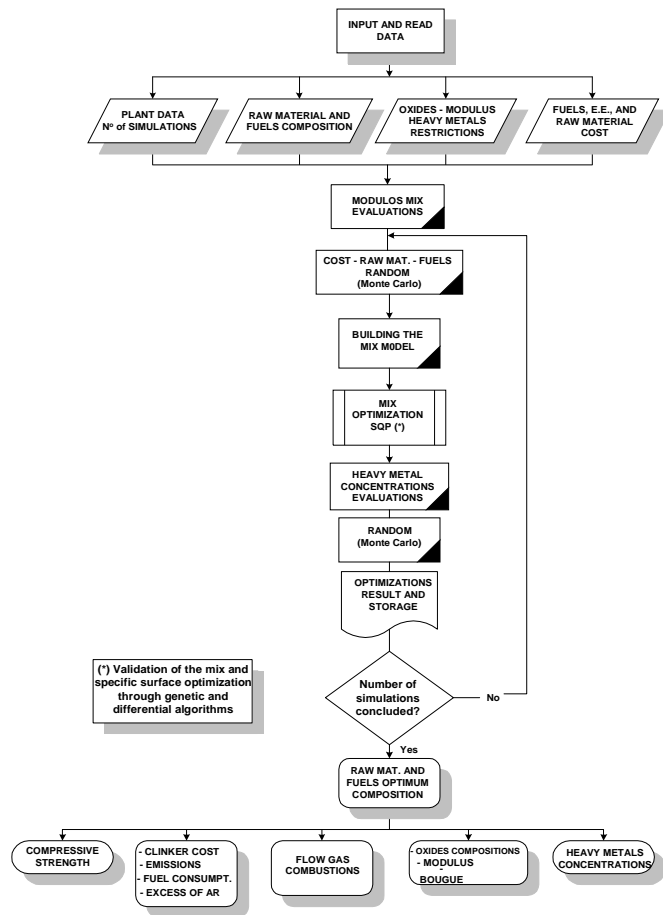 INPUT AND READ
DATA
PLANT DATA
Nº of SIMULATIONS
RAW MATERIAL AND
FUELS COMPOSITION
OXIDES - MODULUS
HEAVY METALS
RESTRICTIONS
FUELS, E.E., AND
RAW MATERIAL
COST
MODULOS MIX
EVALUATIONS
COST - RAW MAT. - FUELS
RANDOM
(Monte Carlo)
BUILDING THE
MIX M0DEL
MIX
OPTIMIZATION
SQP (*)
HEAVY METAL
CONCENTRATIONS
EVALUATIONS
RANDOM
(Monte Carlo)
OPTIMIZATIONS
RESULT AND
STORAGE
(*) Validation of the mix and
specific surface optimization
through genetic and
differential algorithms
Number of
simulations
concluded?
No
Yes
RAW MAT. AND
FUELS OPTIMUM
COMPOSITION
COMPRESSIVE
STRENGTH
- CLINKER COST
- EMISSIONS
- FUEL CONSUMPT.
- EXCESS OF AR
FLOW GAS
COMBUSTIONS
- OXIDES COMPOSITIONS
- MODULUS
-
BOUGUE
HEAVY METALS
CONCENTRATIONS